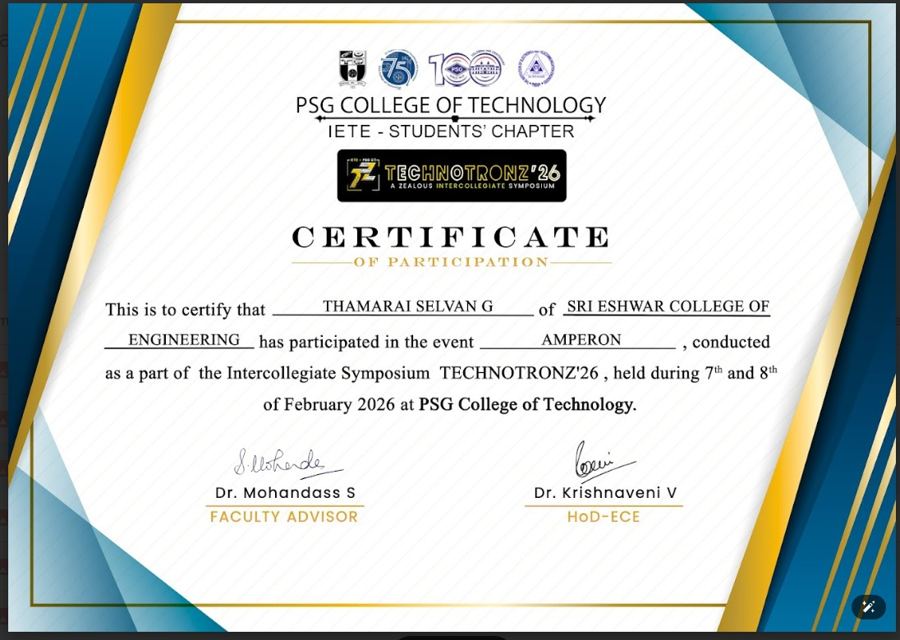 75
100
PSG COLLEGE OF TECHNOLOGY
IETE - STUDENTS' CHAPTER
TECHNOTRONZ'26
A ZEALOUS INTERCOLLEGIATE SYMPOSIUM
CERTIFICATE
OF PARTICIPATION
This is to certify that THAMARAI SELVAN G of SRI ESHWAR COLLEGE OF
ENGINEERING has participated in the event AMPERON , conducted
as a part of the Intercollegiate Symposium TECHNOTRONZ'26 , held during 7th and 8th
of February 2026 at PSG College of Technology.
Dr. Mohandass S
Dr. Krishnaveni V
FACULTY ADVISOR
HoD-ECE